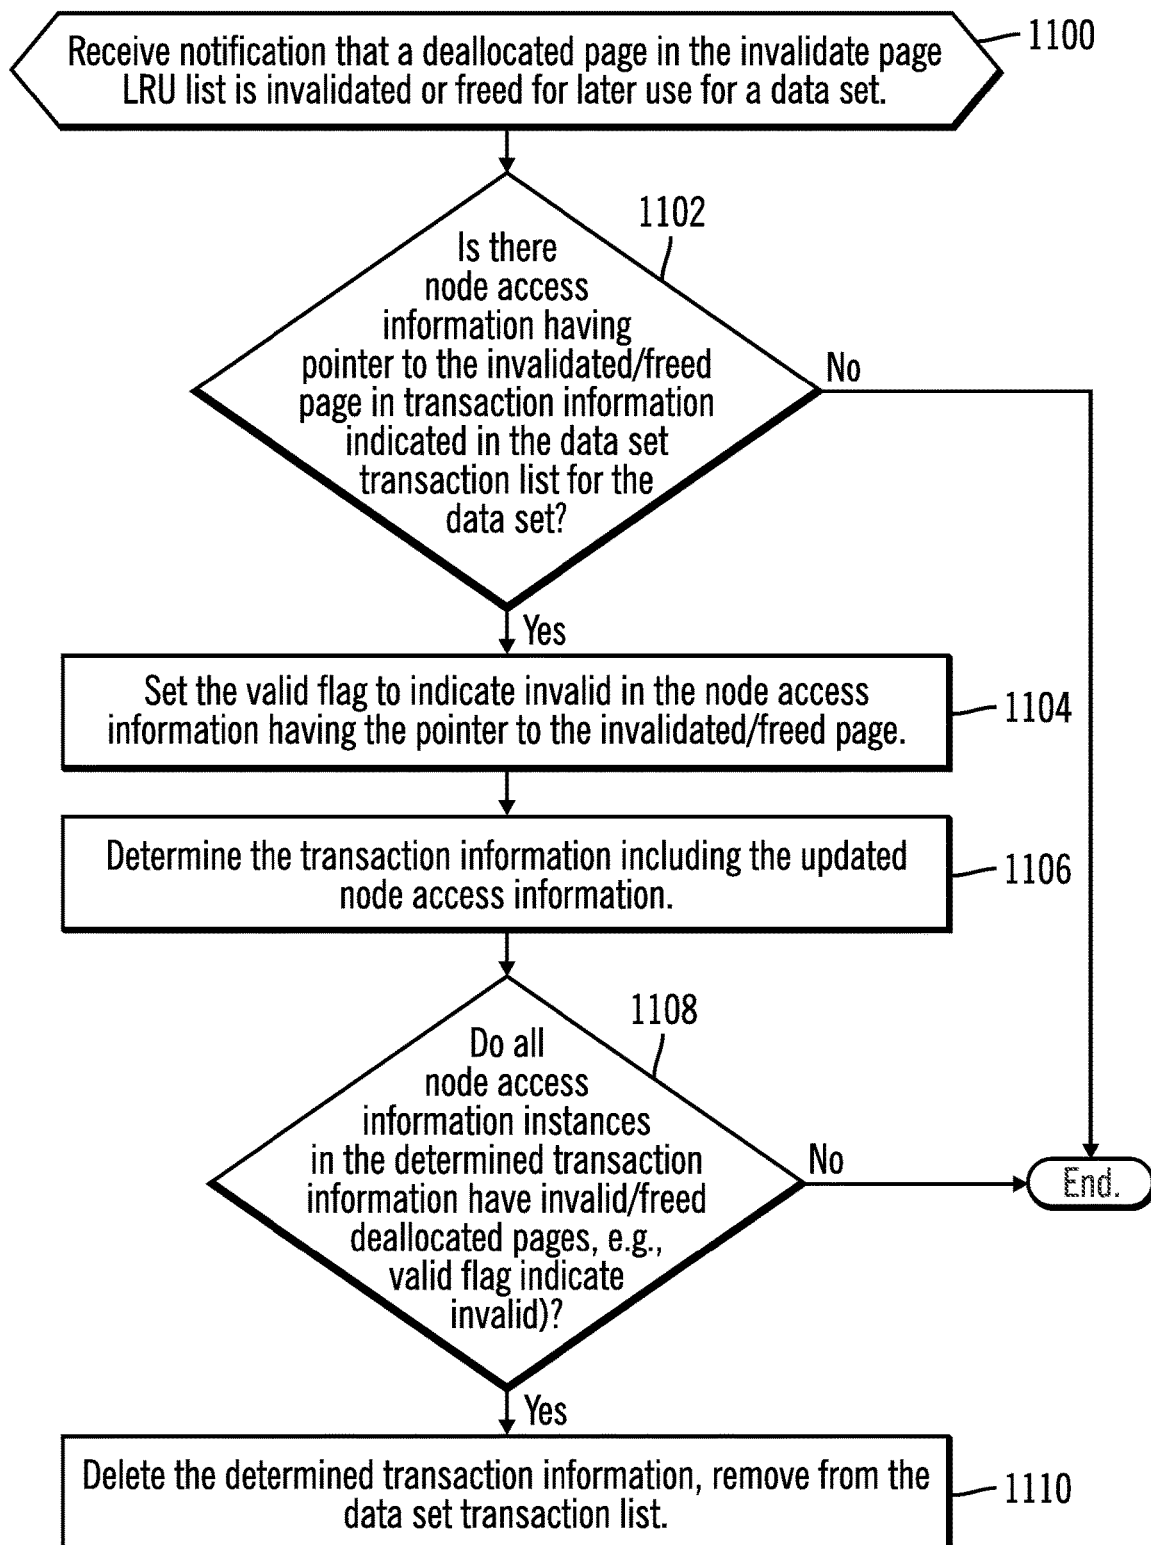 Receive notification that a deallocated page in the invalidate page
LRU list is invalidated or freed for later use for a data set.
1100
1102
Is there
node access
information having
pointer to the invalidated/freed
page in transaction information
indicated in the data set
transaction list for the
data set?
No
Yes
Set the valid flag to indicate invalid in the node access
information having the pointer to the invalidated/freed page.
1104
Determine the transaction information including the updated
node access information.
1106
1108
Do all
node access
information instances
in the determined transaction
information have invalid/freed
deallocated pages, e.g.,
valid flag indicate
invalid)?
No
End.
Yes
Delete the determined transaction information, remove from the
data set transaction list.
1110